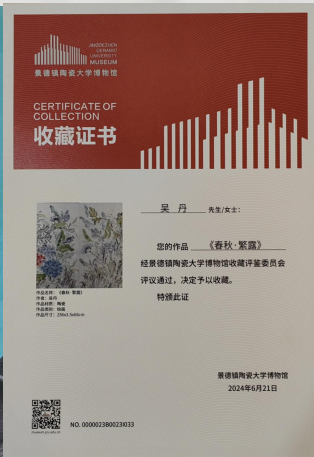 JINGDEZHEN
CERAMIC
UNIVERSITY
MUSEUM
景德镇陶瓷大学博物馆
CERTIFICATE OF
COLLECTION
收藏证书
吴 丹 先生/女士：
您的作品 《春秋·繁露》
经景德镇陶瓷大学博物馆收藏评鉴委员会
评议通过，决定予以收藏。
特颁此证
作品名称：《春秋·繁露》
作者：吴丹
作品材质：陶瓷
作品类别：绘画
景德镇陶瓷大学博物馆
2024年6月21日
NO. 0000023B0023I033